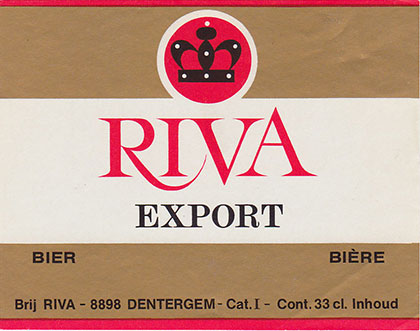 RIVA
EXPORT
BIER BIÈRE
Brij RIVA - 8898 DENTERGEM - Cat. I - Cont. 33 cl. Inhoud